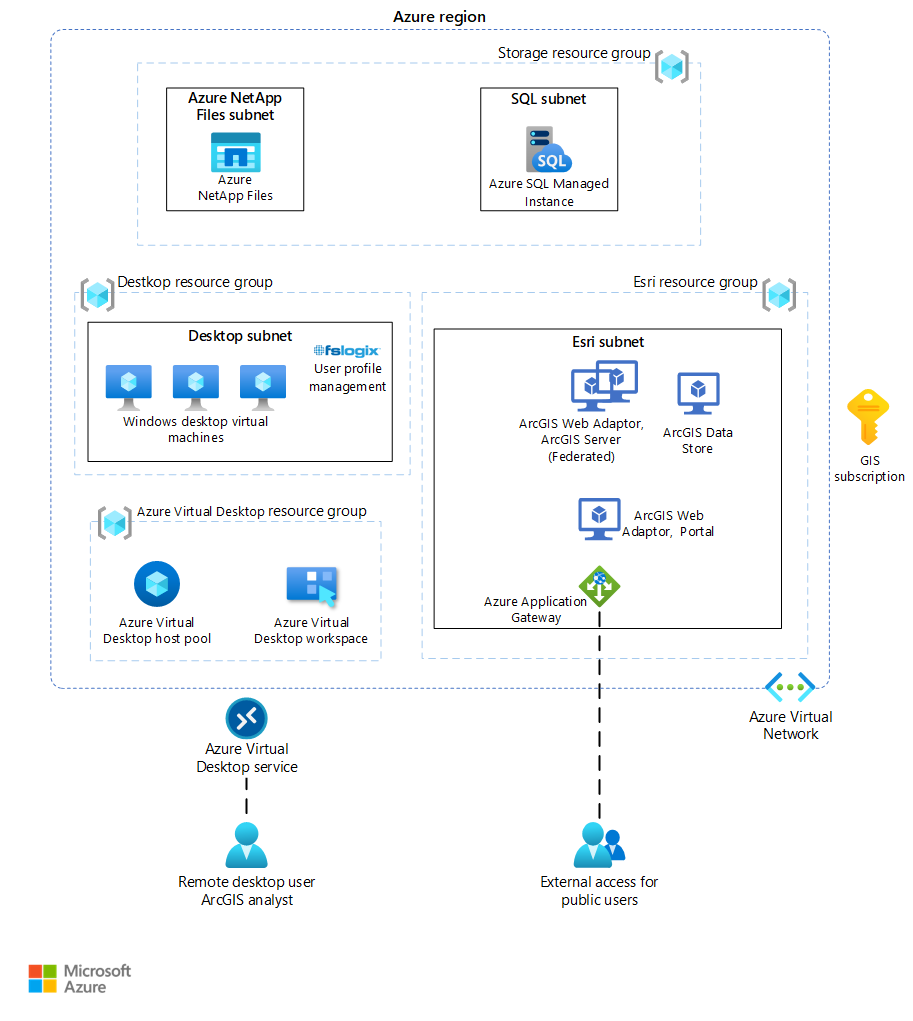 Azure region
Storage resource group
Azure NetApp
Files subnet
Azure
NetApp Files
SQL subnet
SQL
Azure SQL Managed
Instance
Destkop resource group
Desktop subnet
fslogix
User profile
management
Windows desktop virtual
machines
Esri resource group
Esri subnet
ArcGIS Web Adaptor,
ArcGIS Server
(Federated)
ArcGIS Data
Store
ArcGIS Web
Adaptor, Portal
Azure Application
Gateway
GIS
subscription
Azure Virtual Desktop resource group
Azure Virtual
Desktop host pool
Azure Virtual
Desktop workspace
Azure Virtual
Network
Azure Virtual
Desktop service
Remote desktop user
ArcGIS analyst
External access for
public users
Microsoft
Azure